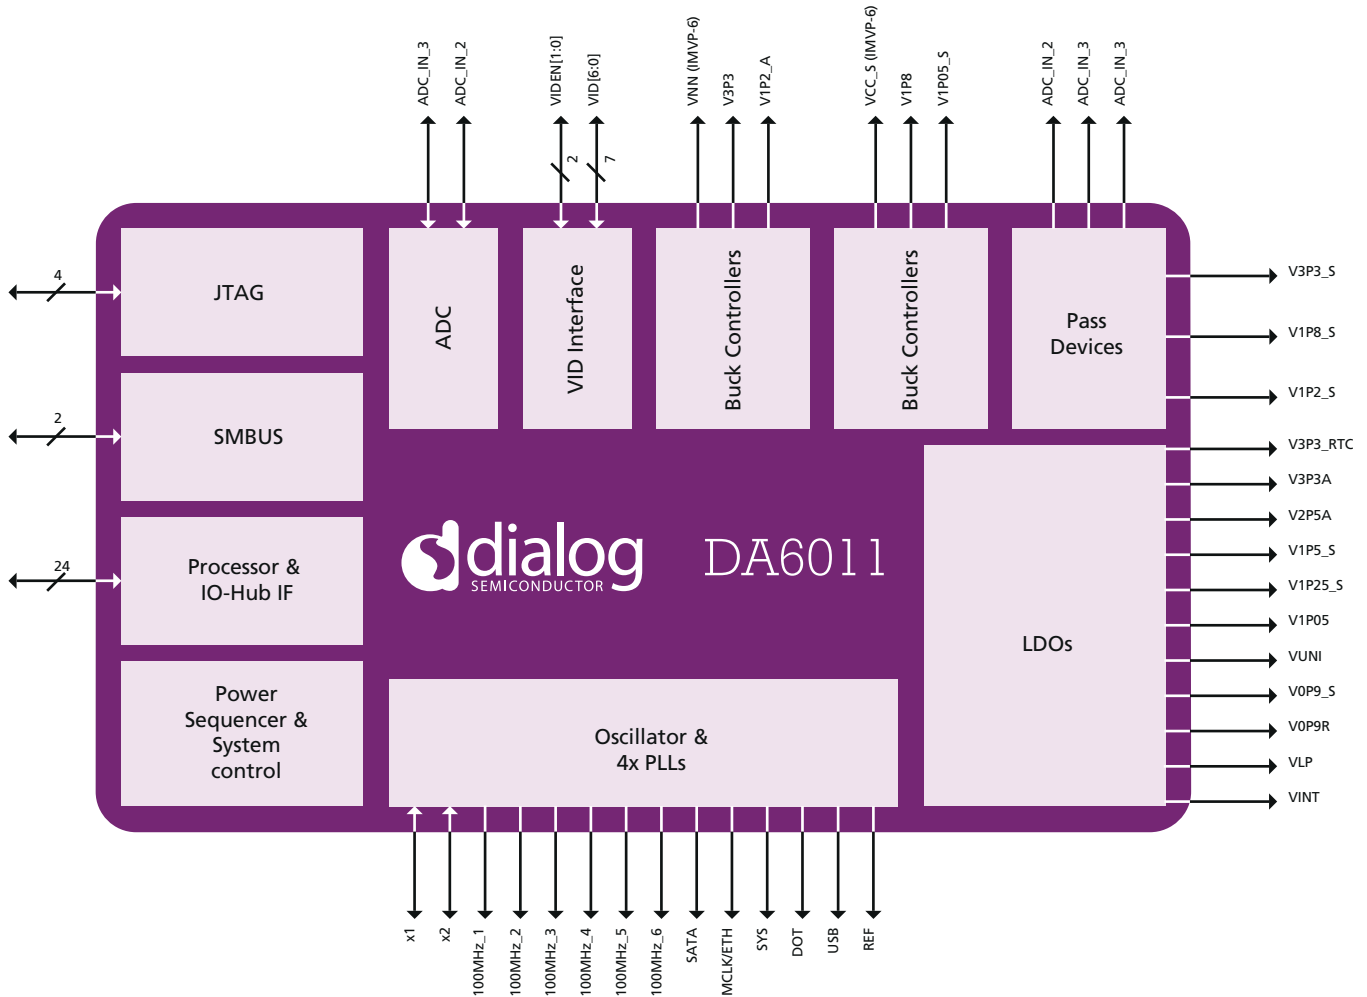 ADC_IN_3
ADC_IN_2
VIDEN[1:0]
VID[6:0]
VNN (IMVP-6)
V3P3
V1P2_A
VCC_S (IMVP-6)
V1P8
V1P05_S
ADC_IN_2
ADC_IN_3
ADC_IN_3
2
7
4
JTAG
2
SMBUS
24
Processor &
IO-Hub IF
Power
Sequencer &
System
control
ADC
VID Interface
Buck Controllers
Buck Controllers
Pass
Devices
dialog
SEMICONDUCTOR
DA6011
LDOs
Oscillator &
4x PLLs
V3P3_S
V1P8_S
V1P2_S
V3P3_RTC
V3P3A
V2P5A
V1P5_S
V1P25_S
V1P05
VUNI
V0P9_S
V0P9R
VLP
VINT
x1
x2
100MHz_1
100MHz_2
100MHz_3
100MHz_4
100MHz_5
100MHz_6
SATA
MCLK/ETH
SYS
DOT
USB
REF